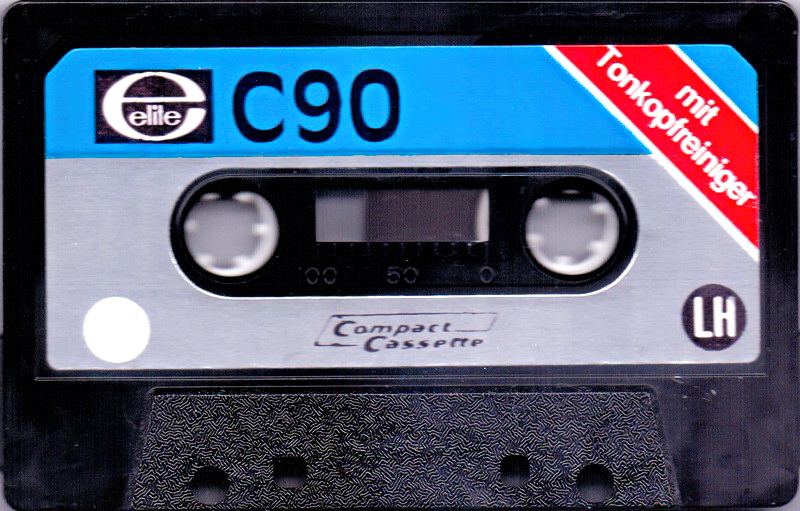 elite
C90
mit
Tonkopfreiniger
100 50 0
Compact
Cassette
LH